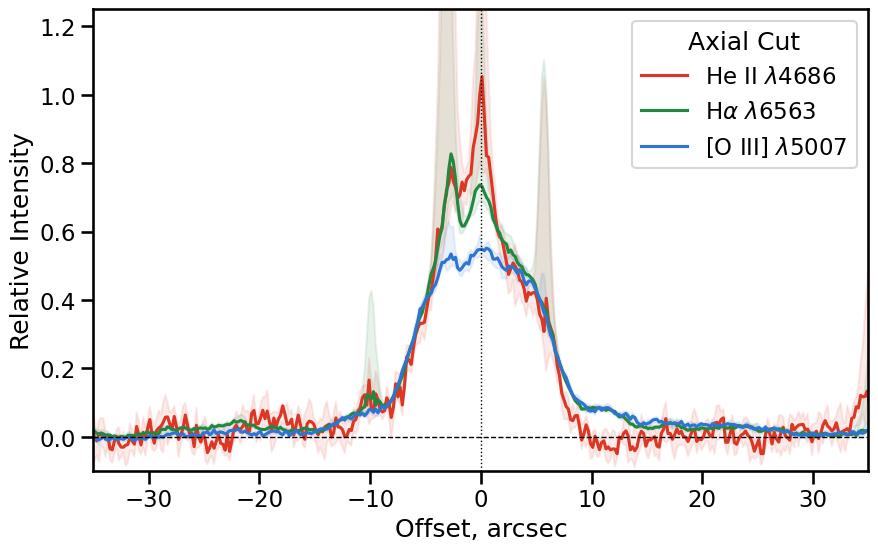 Axial Cut
He II λ4686
Hα λ6563
[O III] λ5007
Relative Intensity
1.2
1.0
0.8
0.6
0.4
0.2
0.0
−30
−20
−10
0
10
20
30
Offset, arcsec